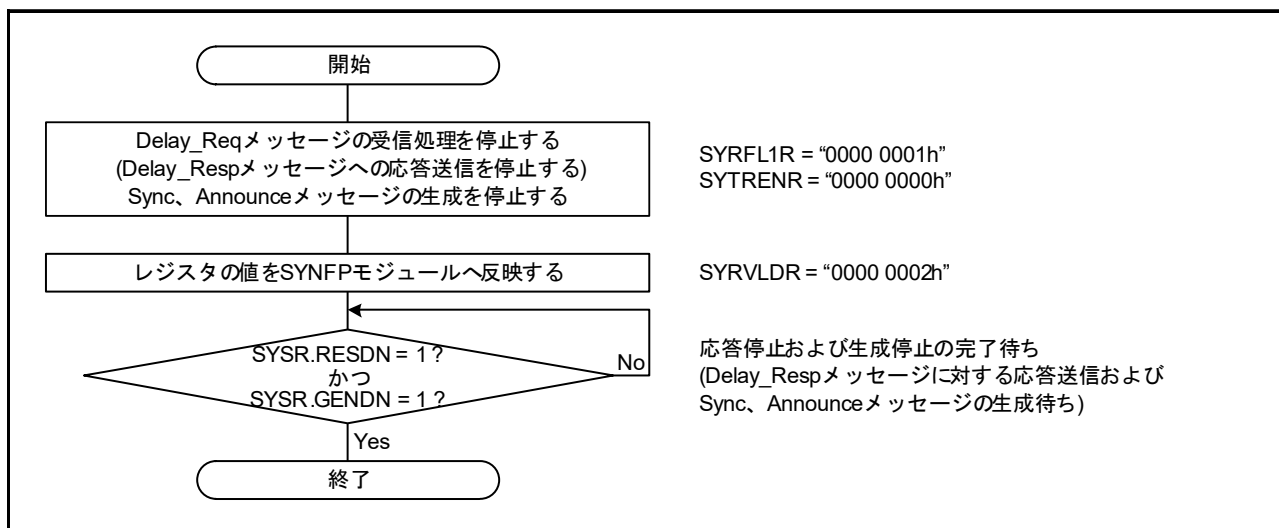 開始
Delay_Reqメッセージの受信処理を停止する
(Delay_Respメッセージへの応答送信を停止する)
Sync、Announceメッセージの生成を停止する
SYRFL1R = “0000 0001h”
SYTRENR = “0000 0000h”
レジスタの値をSYNFPモジュールへ反映する
SYRVLDR = “0000 0002h”
SYSR.RESDN = 1 ?
かつ
SYSR.GENDN = 1 ?
No
応答停止および生成停止の完了待ち
(Delay_Respメッセージに対する応答送信および
Sync、Announceメッセージの生成待ち)
Yes
終了